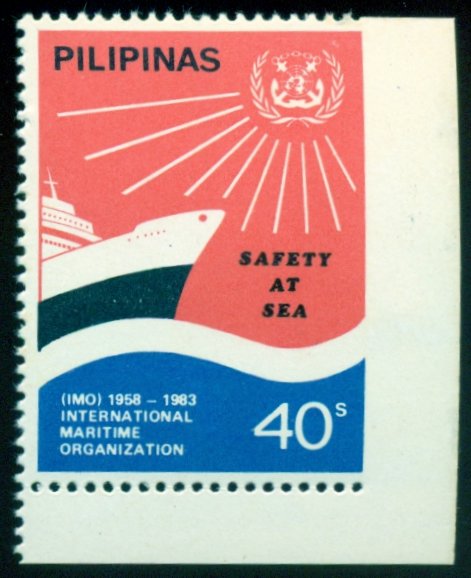 PILIPINAS
SAFETY
AT
SEA
(IMO) 1958 – 1983
INTERNATIONAL
MARITIME
ORGANIZATION
40s